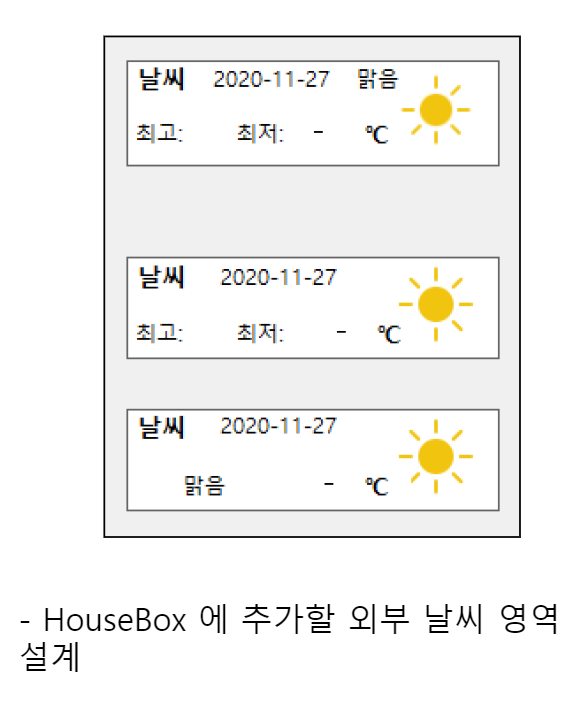 날씨 2020-11-27 맑음
최고: 최저: - ℃
날씨 2020-11-27
최고: 최저: - ℃
날씨 2020-11-27
맑음 - ℃
- HouseBox 에 추가할 외부 날씨 영역
설계